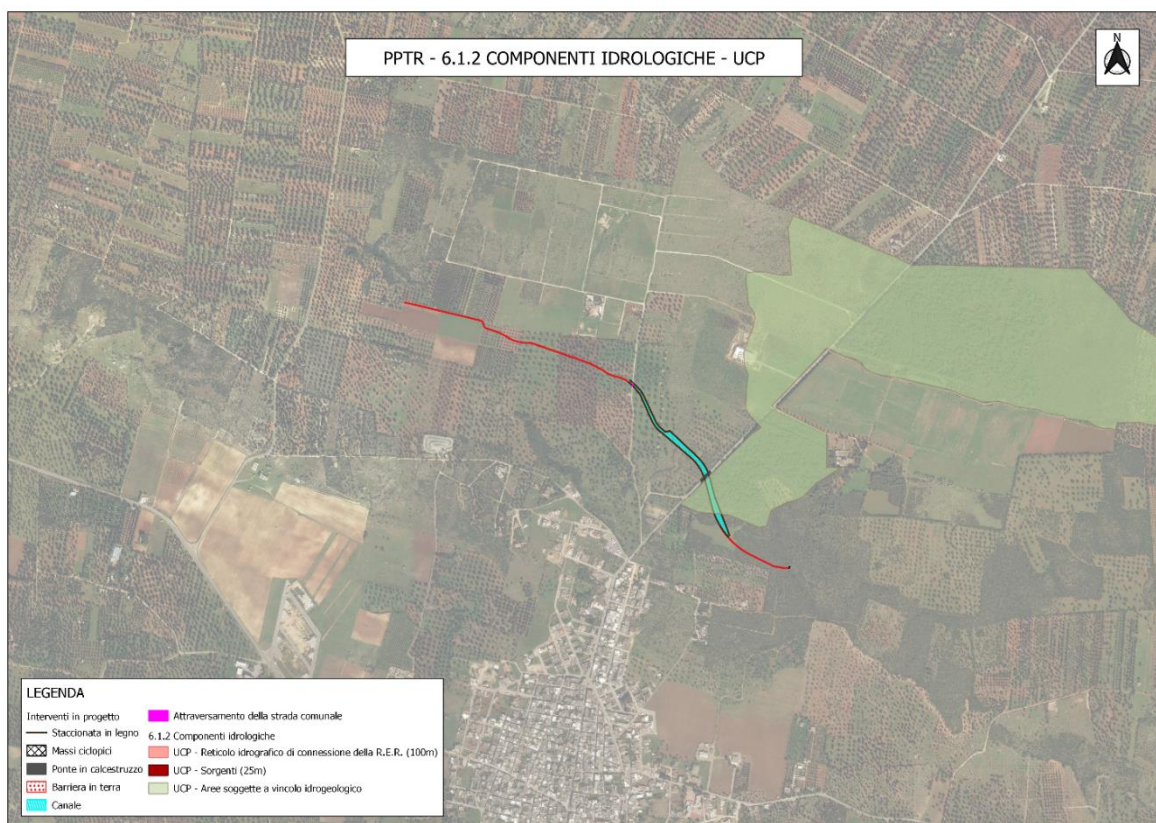 PPTR - 6.1.2 COMPONENTI IDROLOGICHE - UCP
N
LEGENDA
Interventi in progetto
Staccionata in legno
Massi ciclopici
Ponte in calcestruzzo
Barriera in terra
Canale
Attraversamento della strada comunale
6.1.2 Componenti idrologiche
UCP - Reticolo idrografico di connessione della R.E.R. (100m)
UCP - Sorgenti (25m)
UCP - Aree soggette a vincolo idrogeologico